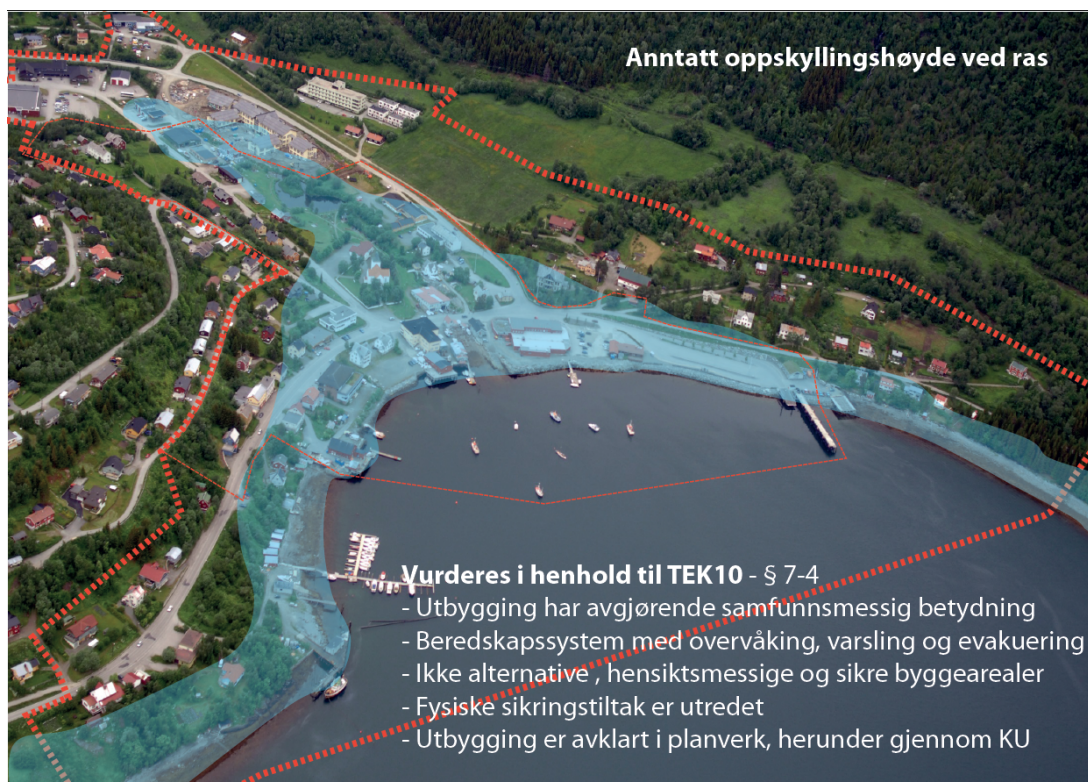 Anntatt oppskyllingshøyde ved ras
Vurderes i henhold til TEK10 - § 7-4
- Utbygging har avgjørende samfunnsmessig betydning
- Beredskapssystem med overvåking, varsling og evakuering
- Ikke alternative , hensiktsmessige og sikre byggearealer
- Fysiske sikringstiltak er utredet
- Utbygging er avklart i planverk, herunder gjennom KU